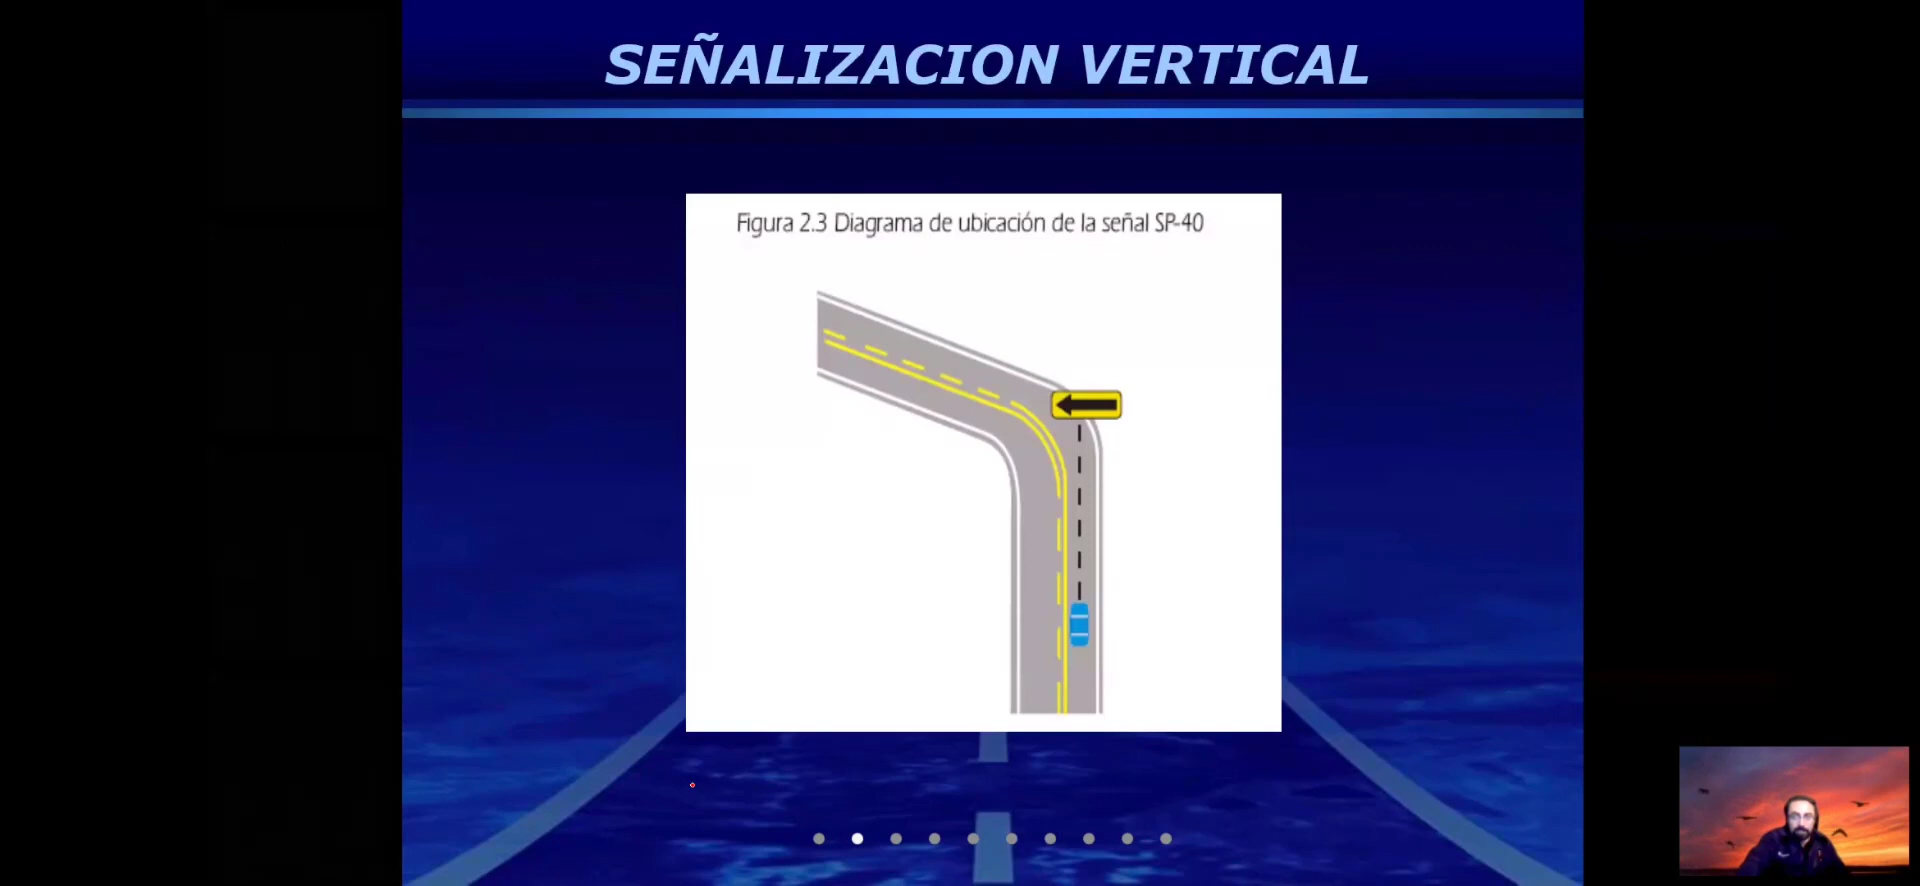 SEÑALIZACION VERTICAL
Figura 2.3 Diagrama de ubicación de la señal SP-40